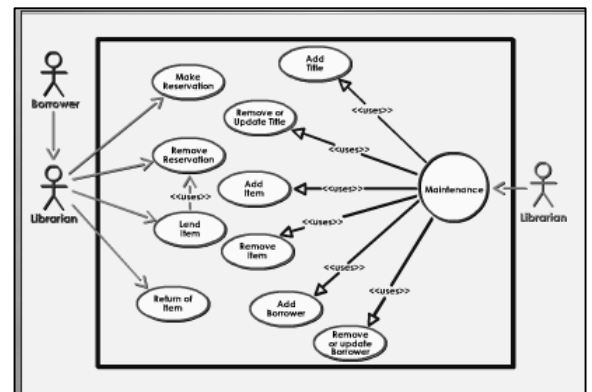 Add
Title
Make
Reservation
Borrower
<<uses>>
Remove or
Update Title
<<uses>>
Remove
Reservation
<<uses>>
Add
Item
<<uses>>
Maintenance
Librarian
Lend
Item
<<uses>>
Remove
Item
Librarian
<<uses>>
Return of
Item
Add
Borrower
<<uses>>
Remove
or update
Borrower